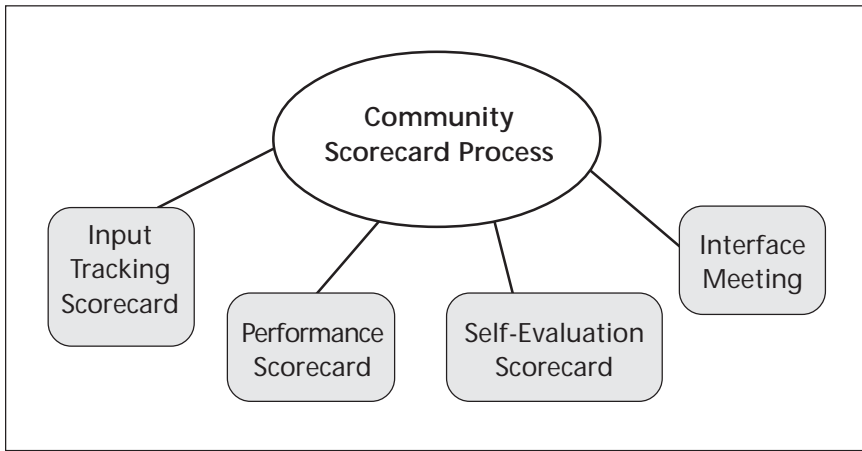 Community
Scorecard Process
Input
Tracking
Scorecard
Performance
Scorecard
Self-Evaluation
Scorecard
Interface
Meeting